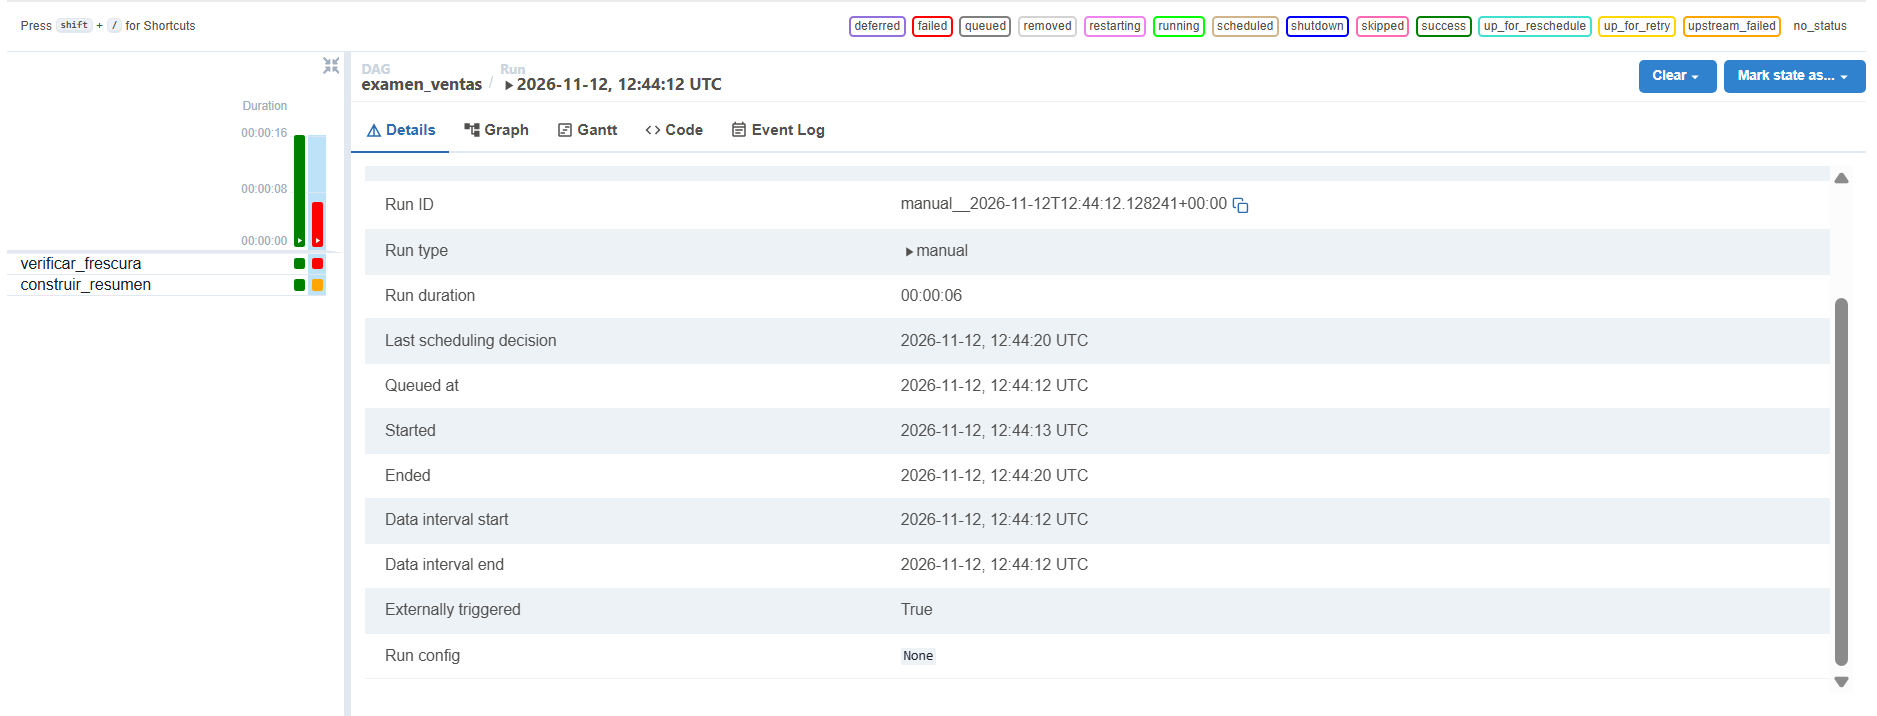 Press shift + / for Shortcuts
deferred failed queued removed restarting running scheduled shutdown skipped success up_for_reschedule up_for_retry upstream_failed no_status
DAG
examen_ventas
/
Run
2026-11-12, 12:44:12 UTC
Clear
Mark state as...
Details
Graph
Gantt
Code
Event Log
Duration
00:00:16
00:00:08
00:00:00
verificar_frescura
construir_resumen
Run ID manual__2026-11-12T12:44:12.128241+00:00
Run type manual
Run duration 00:00:06
Last scheduling decision 2026-11-12, 12:44:20 UTC
Queued at 2026-11-12, 12:44:12 UTC
Started 2026-11-12, 12:44:13 UTC
Ended 2026-11-12, 12:44:20 UTC
Data interval start 2026-11-12, 12:44:12 UTC
Data interval end 2026-11-12, 12:44:12 UTC
Externally triggered True
Run config None